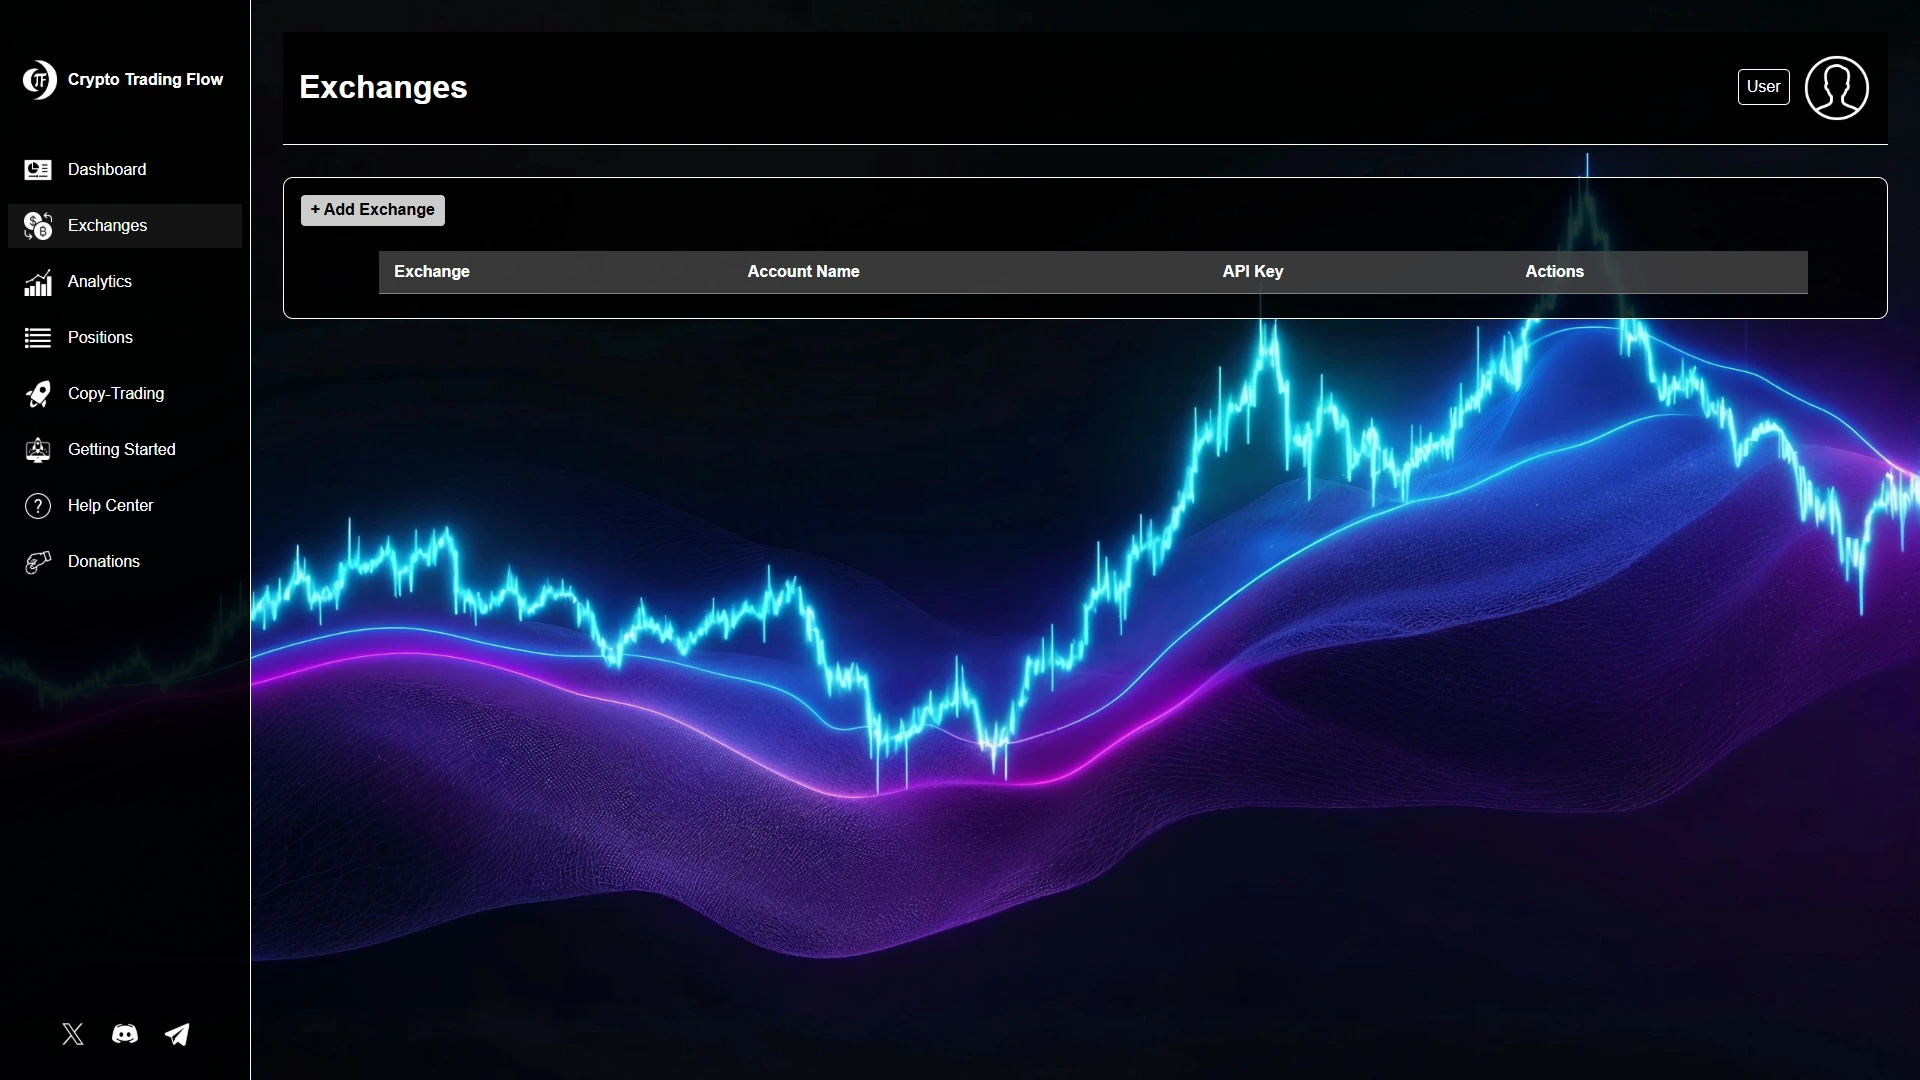 Crypto Trading Flow
Dashboard
Exchanges
Analytics
Positions
Copy-Trading
Getting Started
Help Center
Donations
Exchanges
User
+ Add Exchange
Exchange Account Name API Key Actions